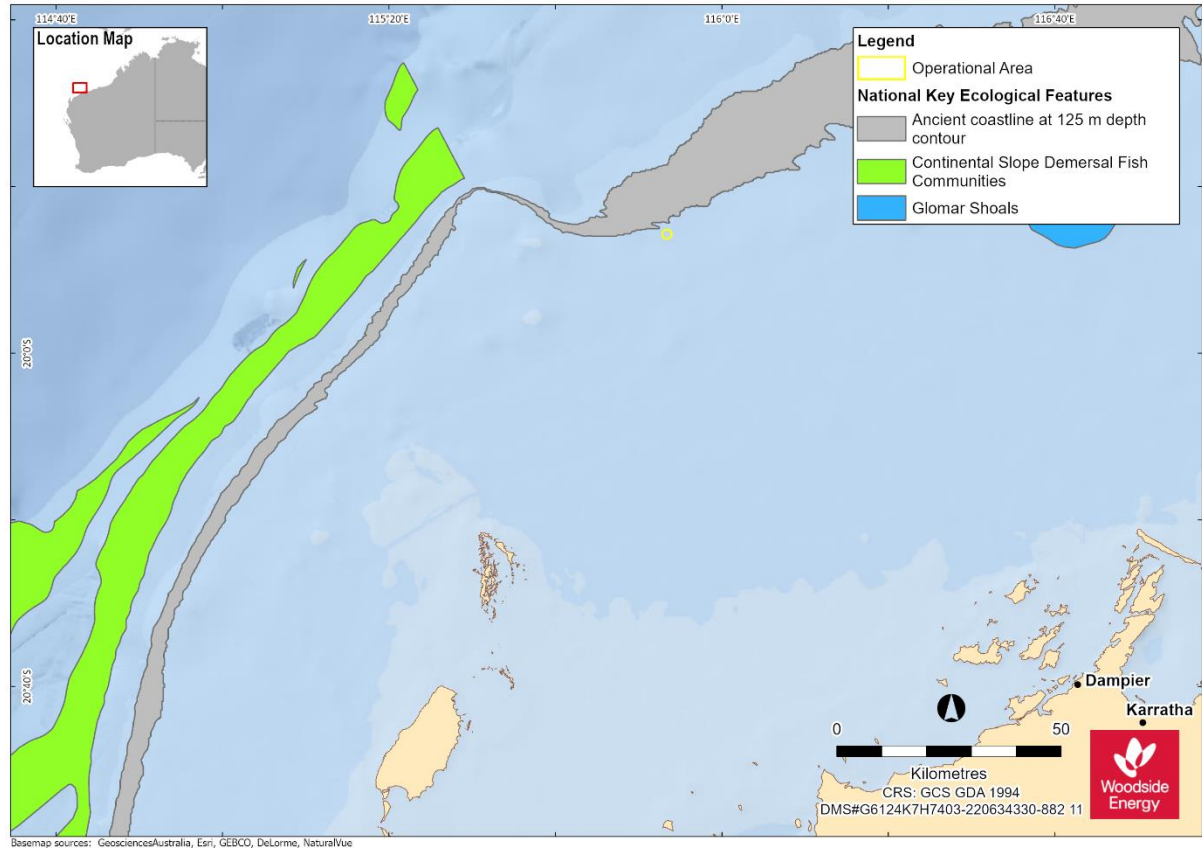 114°40'E
115°20'E
116°0'E
116°40'E
Location Map
Legend
Operational Area
National Key Ecological Features
Ancient coastline at 125 m depth
contour
Continental Slope Demersal Fish
Communities
Glomar Shoals
20°0'S
20°40'S
Dampier
Karratha
0
50
Kilometres
CRS: GCS GDA 1994
DMS#G6124K7H7403-220634330-882 11
Woodside
Energy
Basemap sources: GeosciencesAustralia, Esri, GEBCO, DeLorme, NaturalVue